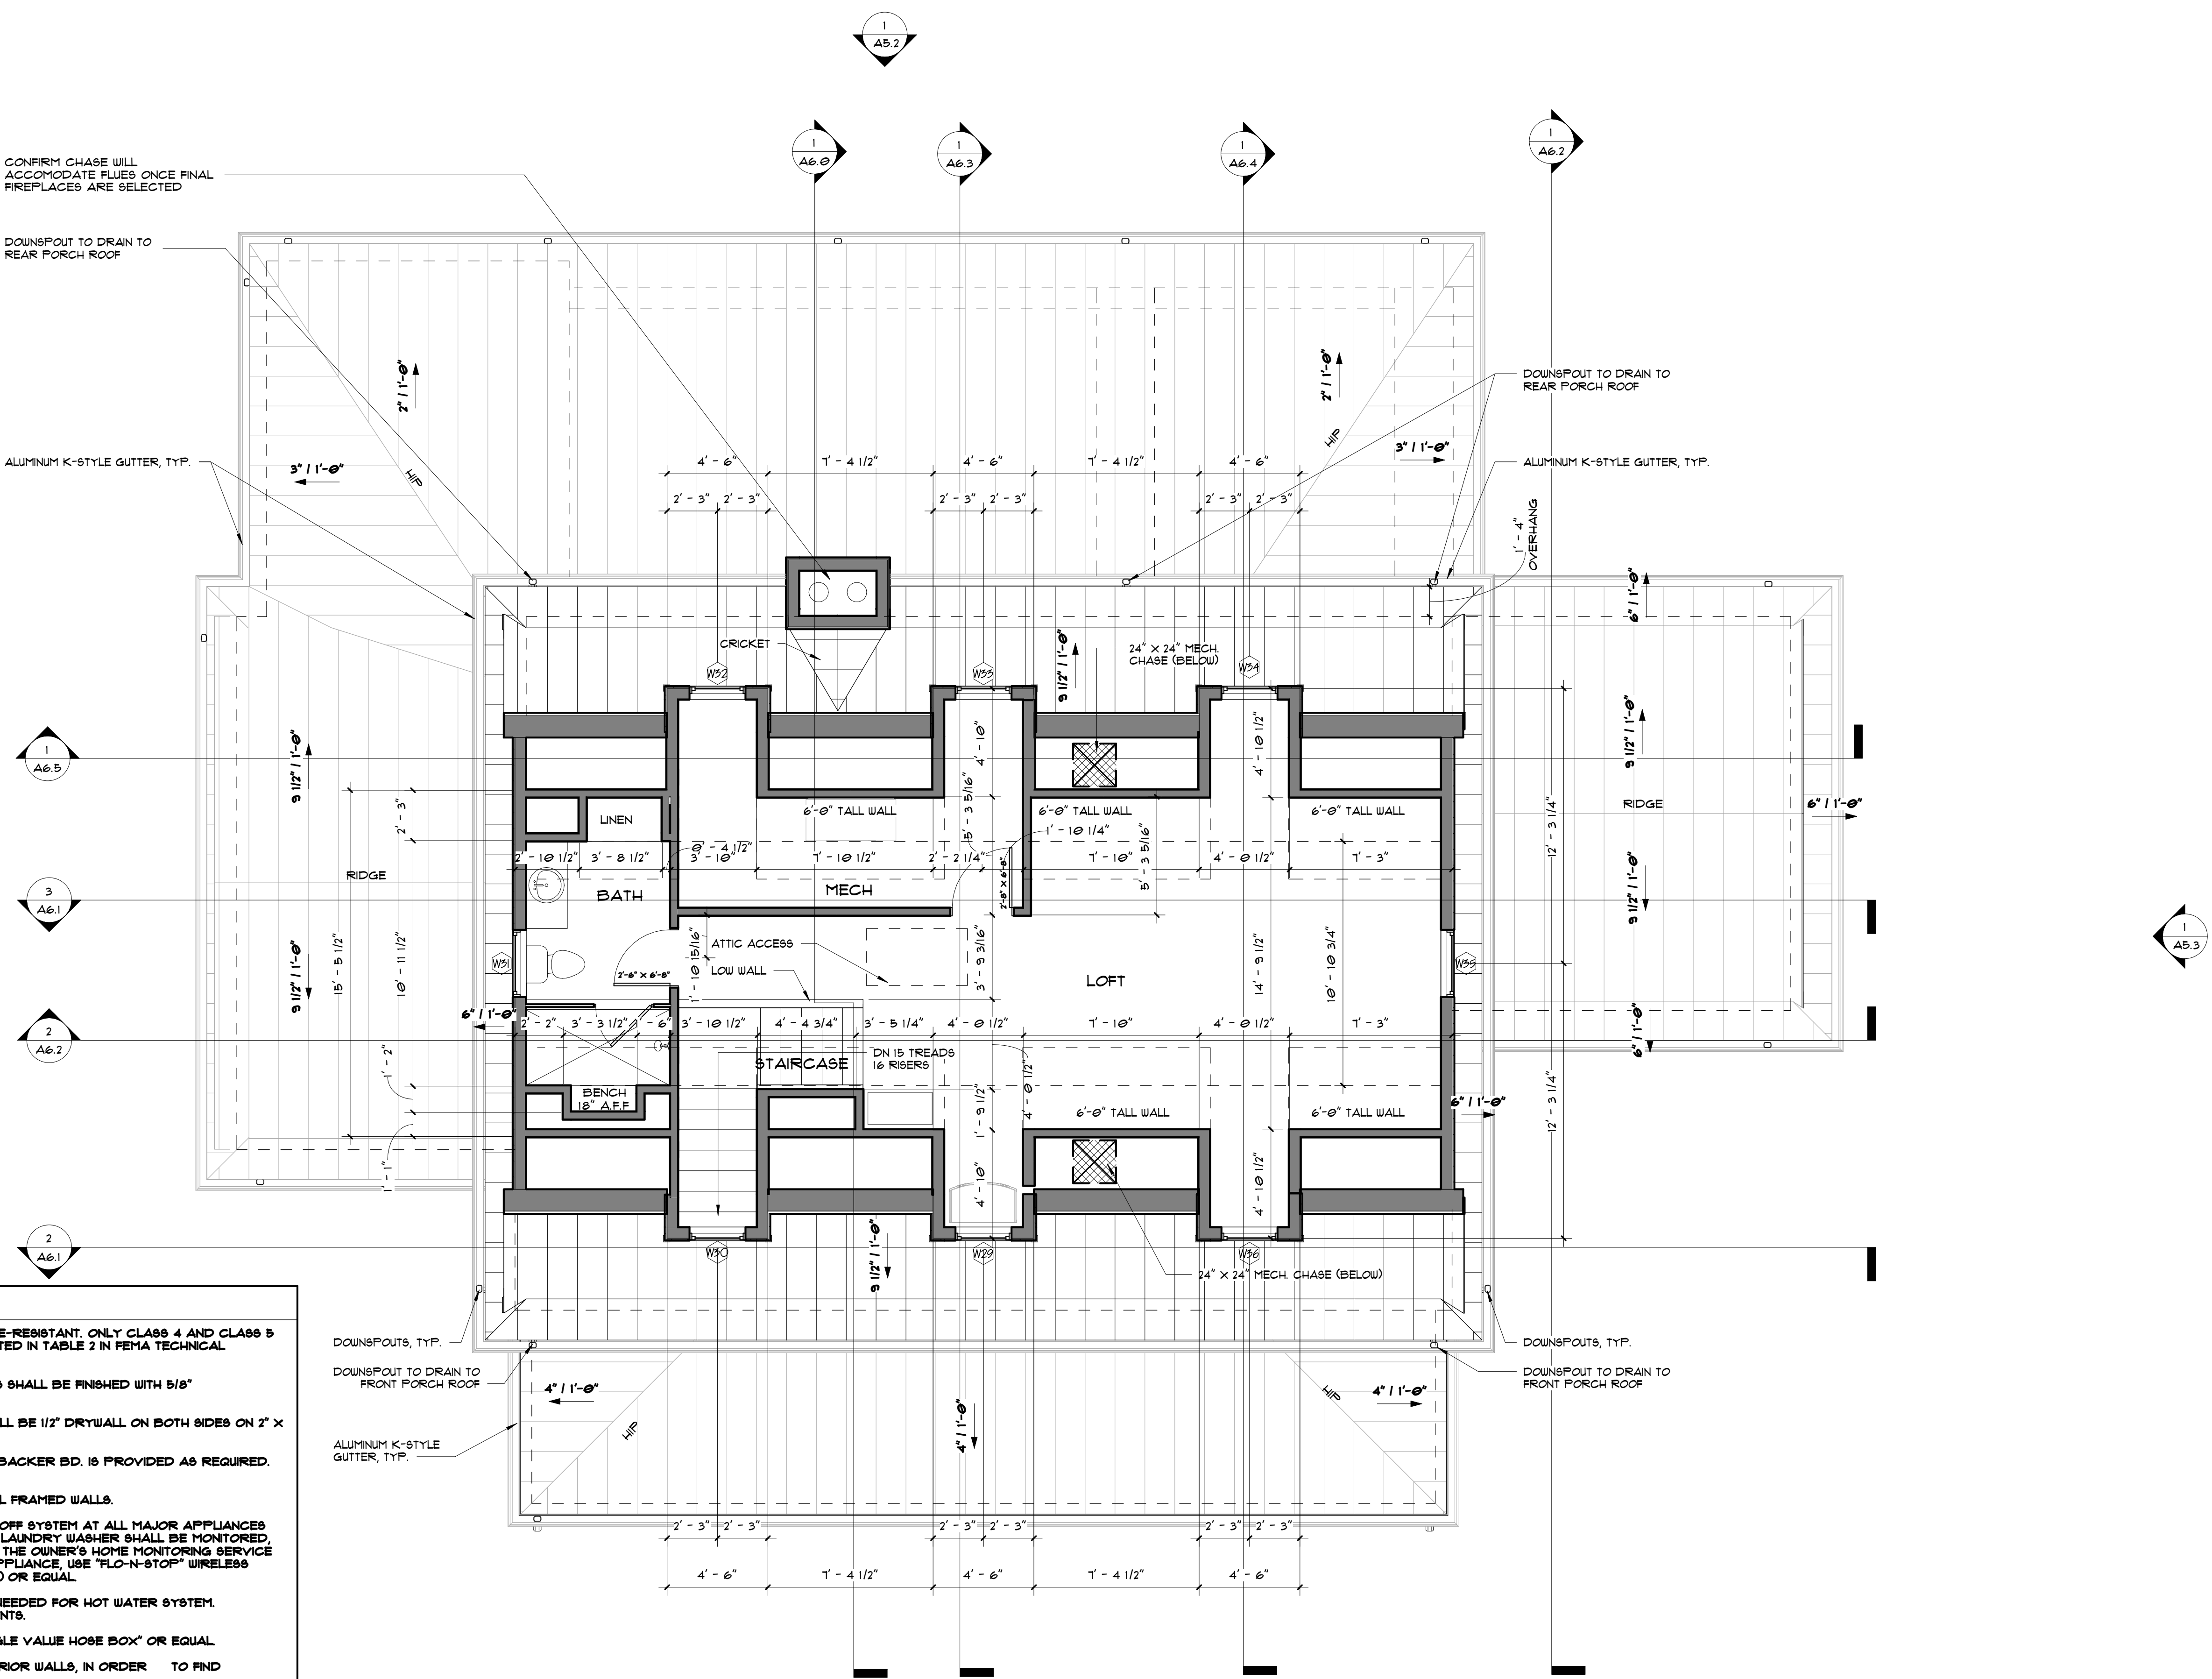 1
A5.2
1
A6.0
1
A6.3
1
A6.4
1
A6.2
CONFIRM CHASE WILL
ACCOMODATE FLUES ONCE FINAL
FIREPLACES ARE SELECTED
DOWNSPOUT TO DRAIN TO
REAR PORCH ROOF
2" / 1'-0"
2" / 1'-0"
DOWNSPOUT TO DRAIN TO
REAR PORCH ROOF
ALUMINUM K-STYLE GUTTER, TYP.
3" / 1'-0"
HIP
HIP
3" / 1'-0"
ALUMINUM K-STYLE GUTTER, TYP.
4' - 6"
7' - 4 1/2"
4' - 6"
7' - 4 1/2"
4' - 6"
2' - 3"
2' - 3"
2' - 3"
2' - 3"
2' - 3"
2' - 3"
1' - 4"
OVERHANG
6" / 1'-0"
CRICKET
9 1/2" / 1'-0"
24" X 24" MECH.
CHASE (BELOW)
W32
W33
W34
1
A6.5
9 1/2" / 1'-0"
4' - 10"
4' - 10 1/2"
9 1/2" / 1'-0"
2' - 3"
LINEN
6'-0" TALL WALL
5' - 3 5/16"
6'-0" TALL WALL
1' - 10 1/4"
5' - 3 5/16"
6'-0" TALL WALL
12' - 3 1/4"
RIDGE
6" / 1'-0"
2' - 10 1/2"
3' - 8 1/2"
0' - 4 1/2"
3' - 10"
7' - 10 1/2"
2' - 2 1/4"
7' - 10"
4' - 0 1/2"
7' - 3"
RIDGE
3
A6.1
BATH
MECH
2'-8" X 6'-8"
9 1/2" / 1'-0"
1
A5.3
15' - 5 1/2"
10' - 11 1/2"
9 1/2" / 1'-0"
W31
2'-6" X 6'-8"
1' - 10 15/16"
ATTIC ACCESS
LOW WALL
3' - 9 3/16"
LOFT
14' - 9 1/2"
10' - 10 3/4"
W35
6" / 1'-0"
2' - 2"
3' - 3 1/2"
1' - 6"
3' - 10 1/2"
4' - 4 3/4"
3' - 5 1/4"
4' - 0 1/2"
7' - 10"
4' - 0 1/2"
7' - 3"
6" / 1'-0"
2
A6.2
1' - 2"
STAIRCASE
DN 15 TREADS
16 RISERS
BENCH
18" A.F.F
1' - 9 1/2"
4' - 0 1/2"
6'-0" TALL WALL
6'-0" TALL WALL
6" / 1'-0"
12' - 3 1/4"
1' - 1"
4' - 10"
4' - 10 1/2"
2
A6.1
W30
9 1/2" / 1'-0"
W29
W36
24" X 24" MECH. CHASE (BELOW)
DOWNSPOUTS, TYP.
DOWNSPOUTS, TYP.
DOWNSPOUT TO DRAIN TO
FRONT PORCH ROOF
DOWNSPOUT TO DRAIN TO
FRONT PORCH ROOF
4" / 1'-0"
HIP
4" / 1'-0"
HIP
4" / 1'-0"
ALUMINUM K-STYLE
GUTTER, TYP.
2' - 3"
2' - 3"
2' - 3"
2' - 3"
2' - 3"
2' - 3"
4' - 6"
7' - 4 1/2"
4' - 6"
7' - 4 1/2"
4' - 6"
E-RESISTANT. ONLY CLASS 4 AND CLASS 5
TED IN TABLE 2 IN FEMA TECHNICAL
S SHALL BE FINISHED WITH 5/8"
LL BE 1/2" DRYWALL ON BOTH SIDES ON 2" X
BACKER BD. IS PROVIDED AS REQUIRED.
L FRAMED WALLS.
OFF SYSTEM AT ALL MAJOR APPLIANCES
LAUNDRY WASHER SHALL BE MONITORED,
THE OWNER'S HOME MONITORING SERVICE
PPLIANCE, USE "FLO-N-STOP" WIRELESS
) OR EQUAL.
NEEDED FOR HOT WATER SYSTEM.
NTS.
GLE VALUE HOSE BOX" OR EQUAL
RIOR WALLS, IN ORDER TO FIND